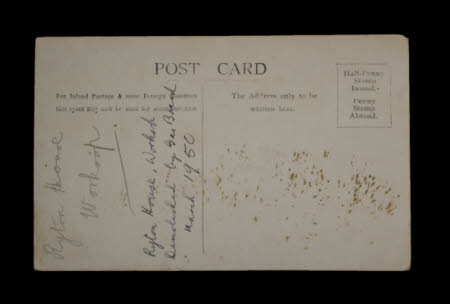 POST CARD
For Inland Postage & some Foreign Countries
this space may now be used for communication
The Address only to be
written here.
Half-Penny
Stamp
Inland,-
Penny
Stamp
Abroad.
Ryton House
Worksop.
Ryton House, Worksop
Demolished by Gas Board
March 1950